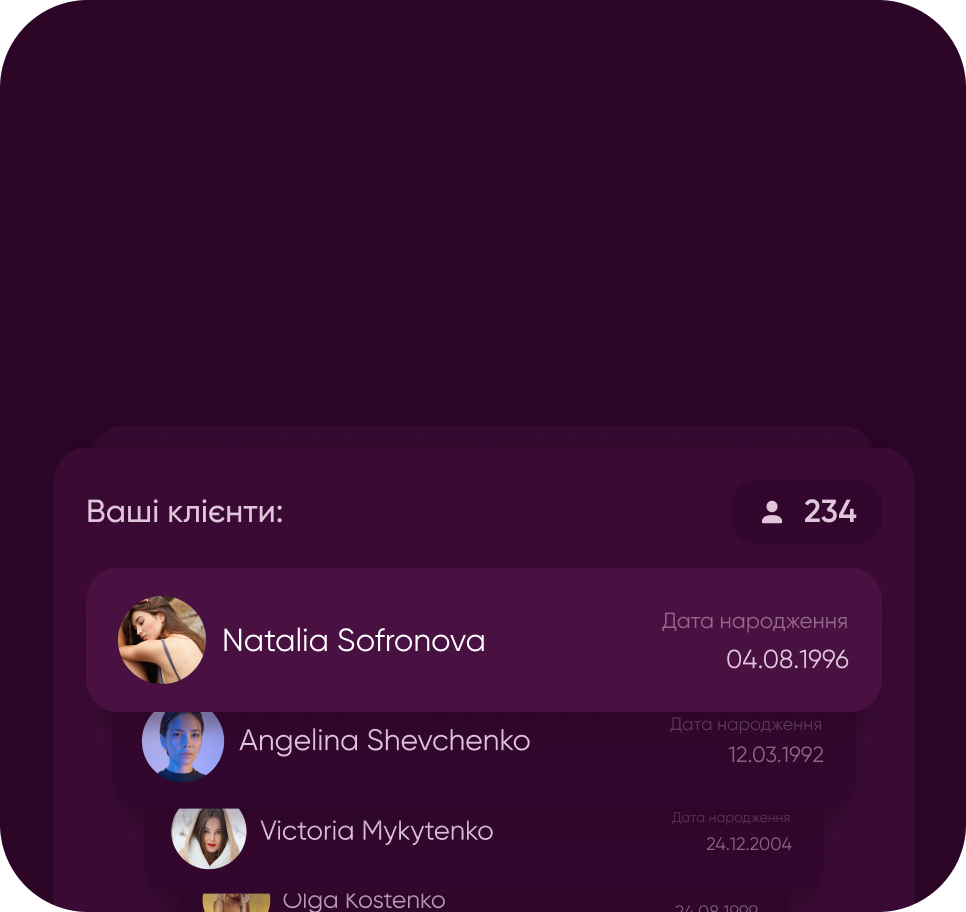 Ваші клієнти:
234
Natalia Sofronova
Дата народження
04.08.1996
Angelina Shevchenko
Дата народження
12.03.1992
Victoria Mykytenko
Дата народження
24.12.2004
Olga Kostenko
24.08.1999